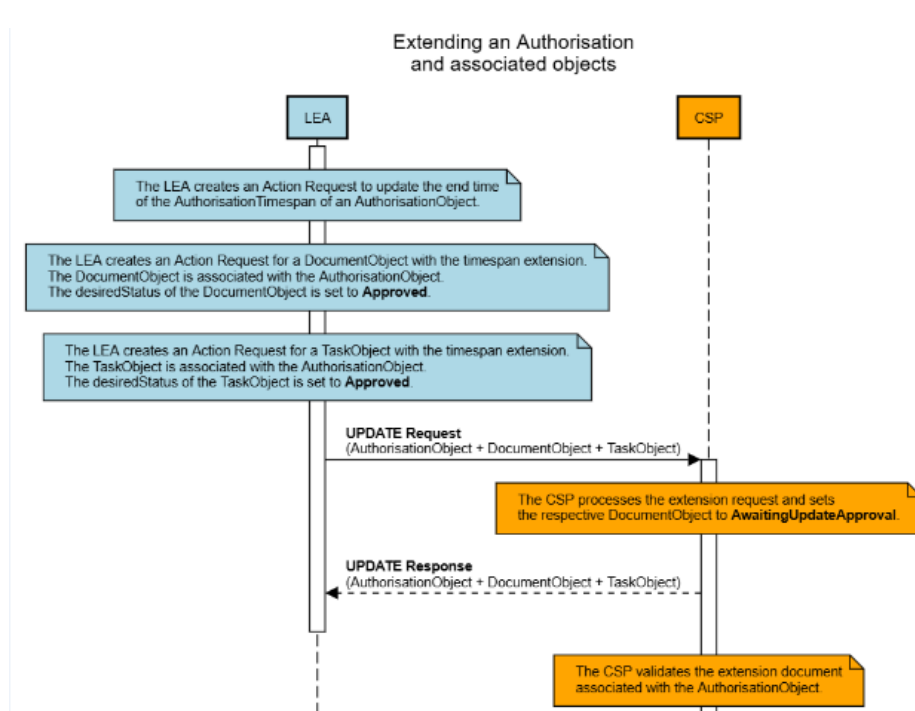 Extending an Authorisation
and associated objects
LEA
CSP
The LEA creates an Action Request to update the end time
of the AuthorisationTimespan of an AuthorisationObject.
The LEA creates an Action Request for a DocumentObject with the timespan extension.
The DocumentObject is associated with the AuthorisationObject.
The desiredStatus of the DocumentObject is set to Approved.
The LEA creates an Action Request for a TaskObject with the timespan extension.
The TaskObject is associated with the AuthorisationObject.
The desiredStatus of the TaskObject is set to Approved.
UPDATE Request
(AuthorisationObject + DocumentObject + TaskObject)
The CSP processes the extension request and sets
the respective DocumentObject to AwaitingUpdateApproval.
UPDATE Response
(AuthorisationObject + DocumentObject + TaskObject)
The CSP validates the extension document
associated with the AuthorisationObject.